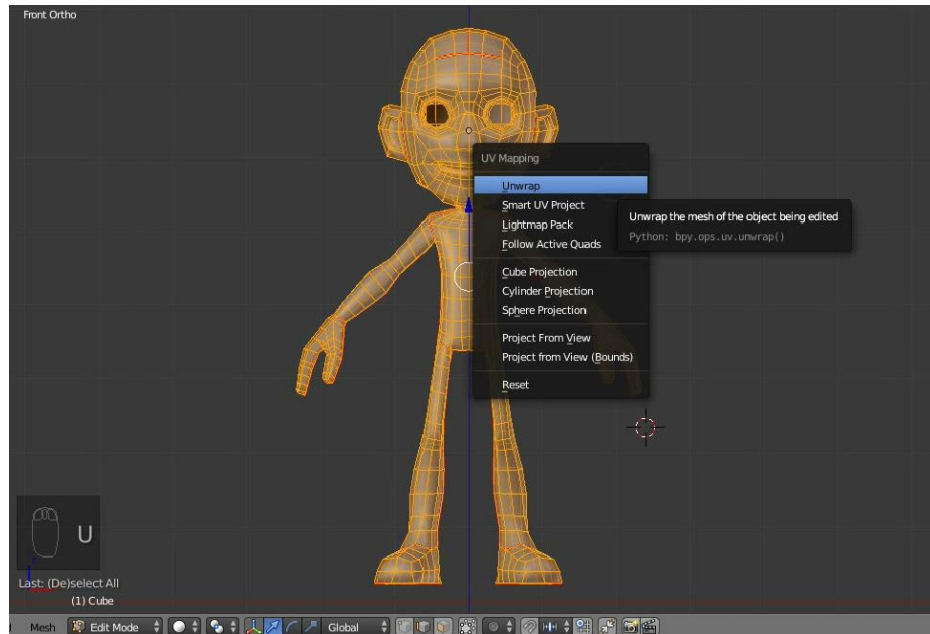 Front Ortho
UV Mapping
Unwrap
Smart UV Project
Lightmap Pack
Follow Active Quads
Cube Projection
Cylinder Projection
Sphere Projection
Project From View
Project from View (Bounds)
Reset
Unwrap the mesh of the object being edited
Python: bpy.ops.uv.unwrap()
U
Last: (De)select All
(1) Cube
Mesh Edit Mode Global